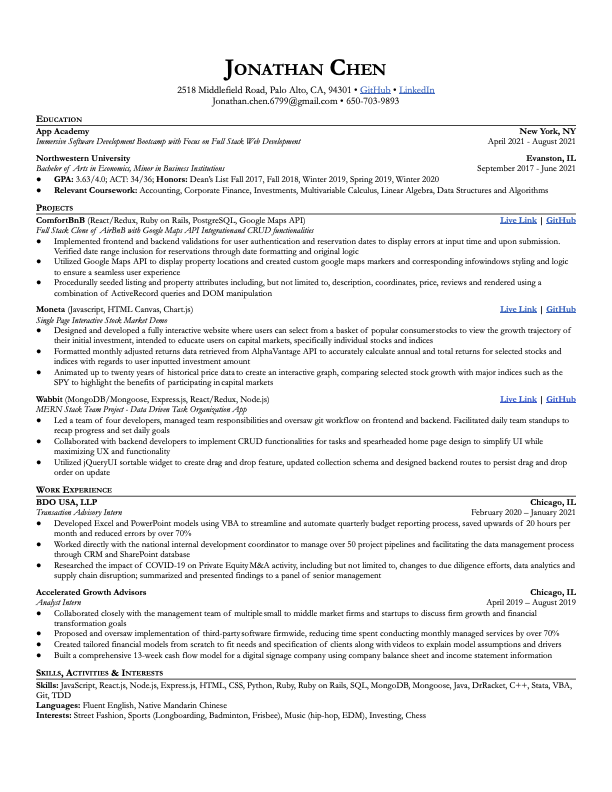 JONATHAN CHEN
2518 Middlefield Road, Palo Alto, CA, 94301 • GitHub • LinkedIn
Jonathan.chen.6799@gmail.com • 650-703-9893
EDUCATION
App Academy New York, NY
Immersive Software Development Bootcamp with Focus on Full Stack Web Development April 2021 - August 2021
Northwestern University Evanston, IL
Bachelor of Arts in Economics, Minor in Business Institutions September 2017 - June 2021
● GPA: 3.63/4.0; ACT: 34/36; Honors: Dean's List Fall 2017, Fall 2018, Winter 2019, Spring 2019, Winter 2020
● Relevant Coursework: Accounting, Corporate Finance, Investments, Multivariable Calculus, Linear Algebra, Data Structures and Algorithms
PROJECTS
ComfortBnB (React/Redux, Ruby on Rails, PostgreSQL, Google Maps API) Live Link | GitHub
Full Stack Clone of AirBnB with Google Maps API Integrationand CRUD functionalities
● Implemented frontend and backend validations for user authentication and reservation dates to display errors at input time and upon submission.
Verified date range inclusion for reservations through date formatting and original logic
● Utilized Google Maps API to display property locations and created custom google maps markers and corresponding infowindows styling and logic
to ensure a seamless user experience
● Procedurally seeded listing and property attributes including, but not limited to, description, coordinates, price, reviews and rendered using a
combination of ActiveRecord queries and DOM manipulation
Moneta (Javascript, HTML Canvas, Chart.js) Live Link | GitHub
Single Page Interactive Stock Market Demo
● Designed and developed a fully interactive website where users can select from a basket of popular consumer stocks to view the growth trajectory of
their initial investment, intended to educate users on capital markets, specifically individual stocks and indices
● Formatted monthly adjusted returns data retrieved from AlphaVantage API to accurately calculate annual and total returns for selected stocks and
indices with regards to user inputted investment amount
● Animated up to twenty years of historical price data to create an interactive graph, comparing selected stock growth with major indices such as the
SPY to highlight the benefits of participating in capital markets
Wabbit (MongoDB/Mongoose, Express.js, React/Redux, Node.js) Live Link | GitHub
MERN Stack Team Project - Data Driven Task Organization App
● Led a team of four developers, managed team responsibilities and oversaw git workflow on frontend and backend. Facilitated daily team standups to
recap progress and set daily goals
● Collaborated with backend developers to implement CRUD functionalities for tasks and spearheaded home page design to simplify UI while
maximizing UX and functionality
● Utilized jQueryUI sortable widget to create drag and drop feature, updated collection schema and designed backend routes to persist drag and drop
order on update
WORK EXPERIENCE
BDO USA, LLP Chicago, IL
Transaction Advisory Intern February 2020 – January 2021
● Developed Excel and PowerPoint models using VBA to streamline and automate quarterly budget reporting process, saved upwards of 20 hours per
month and reduced errors by over 70%
● Worked directly with the national internal development coordinator to manage over 50 project pipelines and facilitating the data management process
through CRM and SharePoint database
● Researched the impact of COVID-19 on Private Equity M&A activity, including but not limited to, changes to due diligence efforts, data analytics and
supply chain disruption; summarized and presented findings to a panel of senior management
Accelerated Growth Advisors Chicago, IL
Analyst Intern April 2019 – August 2019
● Collaborated closely with the management team of multiple small to middle market firms and startups to discuss firm growth and financial
transformation goals
● Proposed and oversaw implementation of third-party software firmwide, reducing time spent conducting monthly managed services by over 70%
● Created tailored financial models from scratch to fit needs and specification of clients along with videos to explain model assumptions and drivers
● Built a comprehensive 13-week cash flow model for a digital signage company using company balance sheet and income statement information
SKILLS, ACTIVITIES & INTERESTS
Skills: JavaScript, React.js, Node.js, Express.js, HTML, CSS, Python, Ruby, Ruby on Rails, SQL, MongoDB, Mongoose, Java, DrRacket, C++, Stata, VBA,
Git, TDD
Languages: Fluent English, Native Mandarin Chinese
Interests: Street Fashion, Sports (Longboarding, Badminton, Frisbee), Music (hip-hop, EDM), Investing, Chess